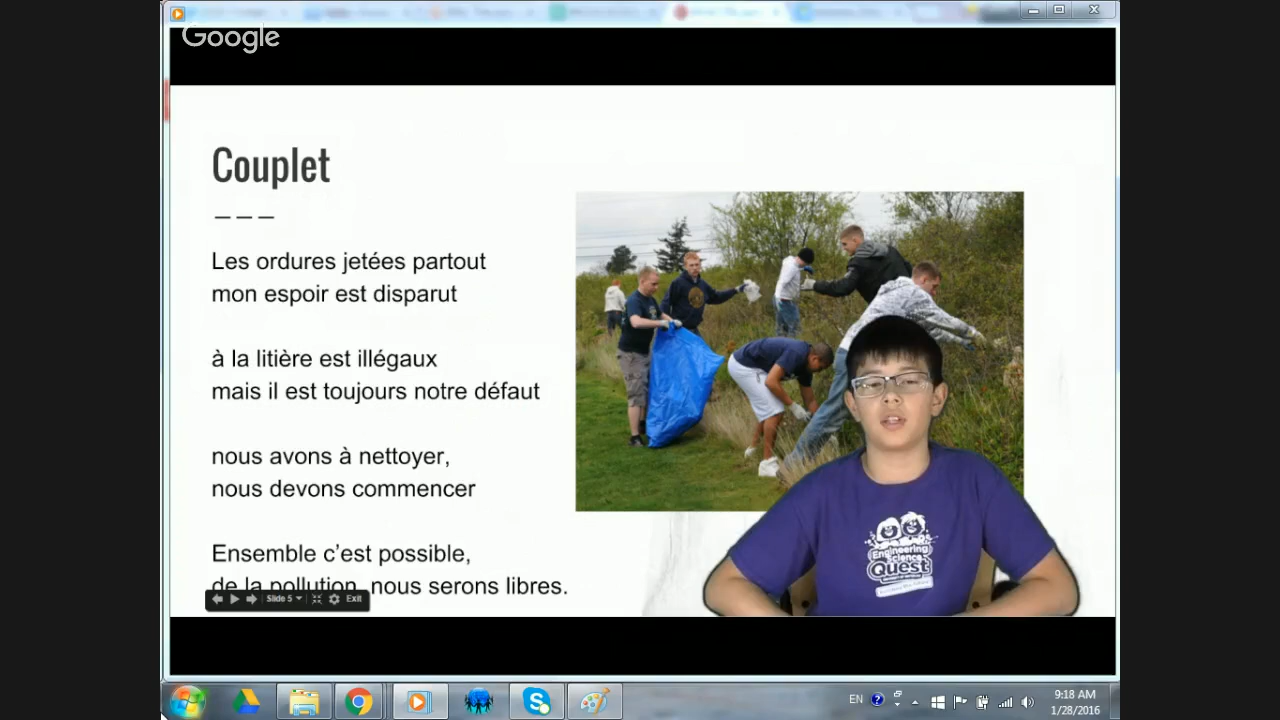 Google
Couplet
Les ordures jetées partout
mon espoir est disparut
à la litière est illégaux
mais il est toujours notre défaut
nous avons à nettoyer,
nous devons commencer
Ensemble c’est possible,
de la pollution, nous serons libres.
Slide 5
Exit
Engineering
Science
Quest
EN
9:18 AM
1/28/2016